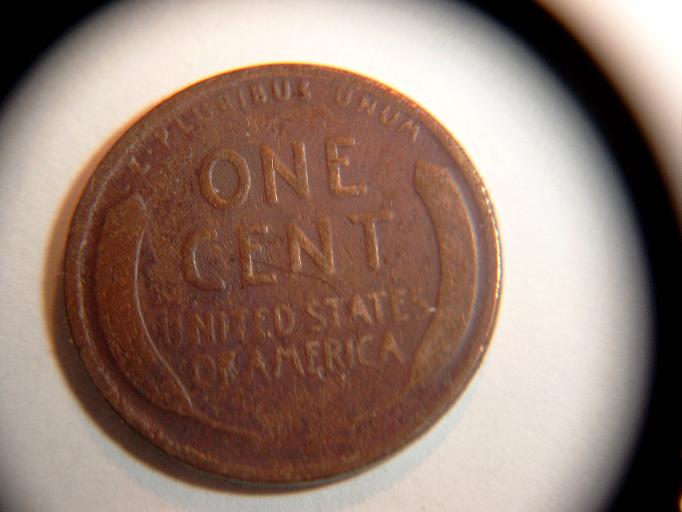 E PLURIBUS UNUM
ONE
CENT
UNITED STATES
OF AMERICA